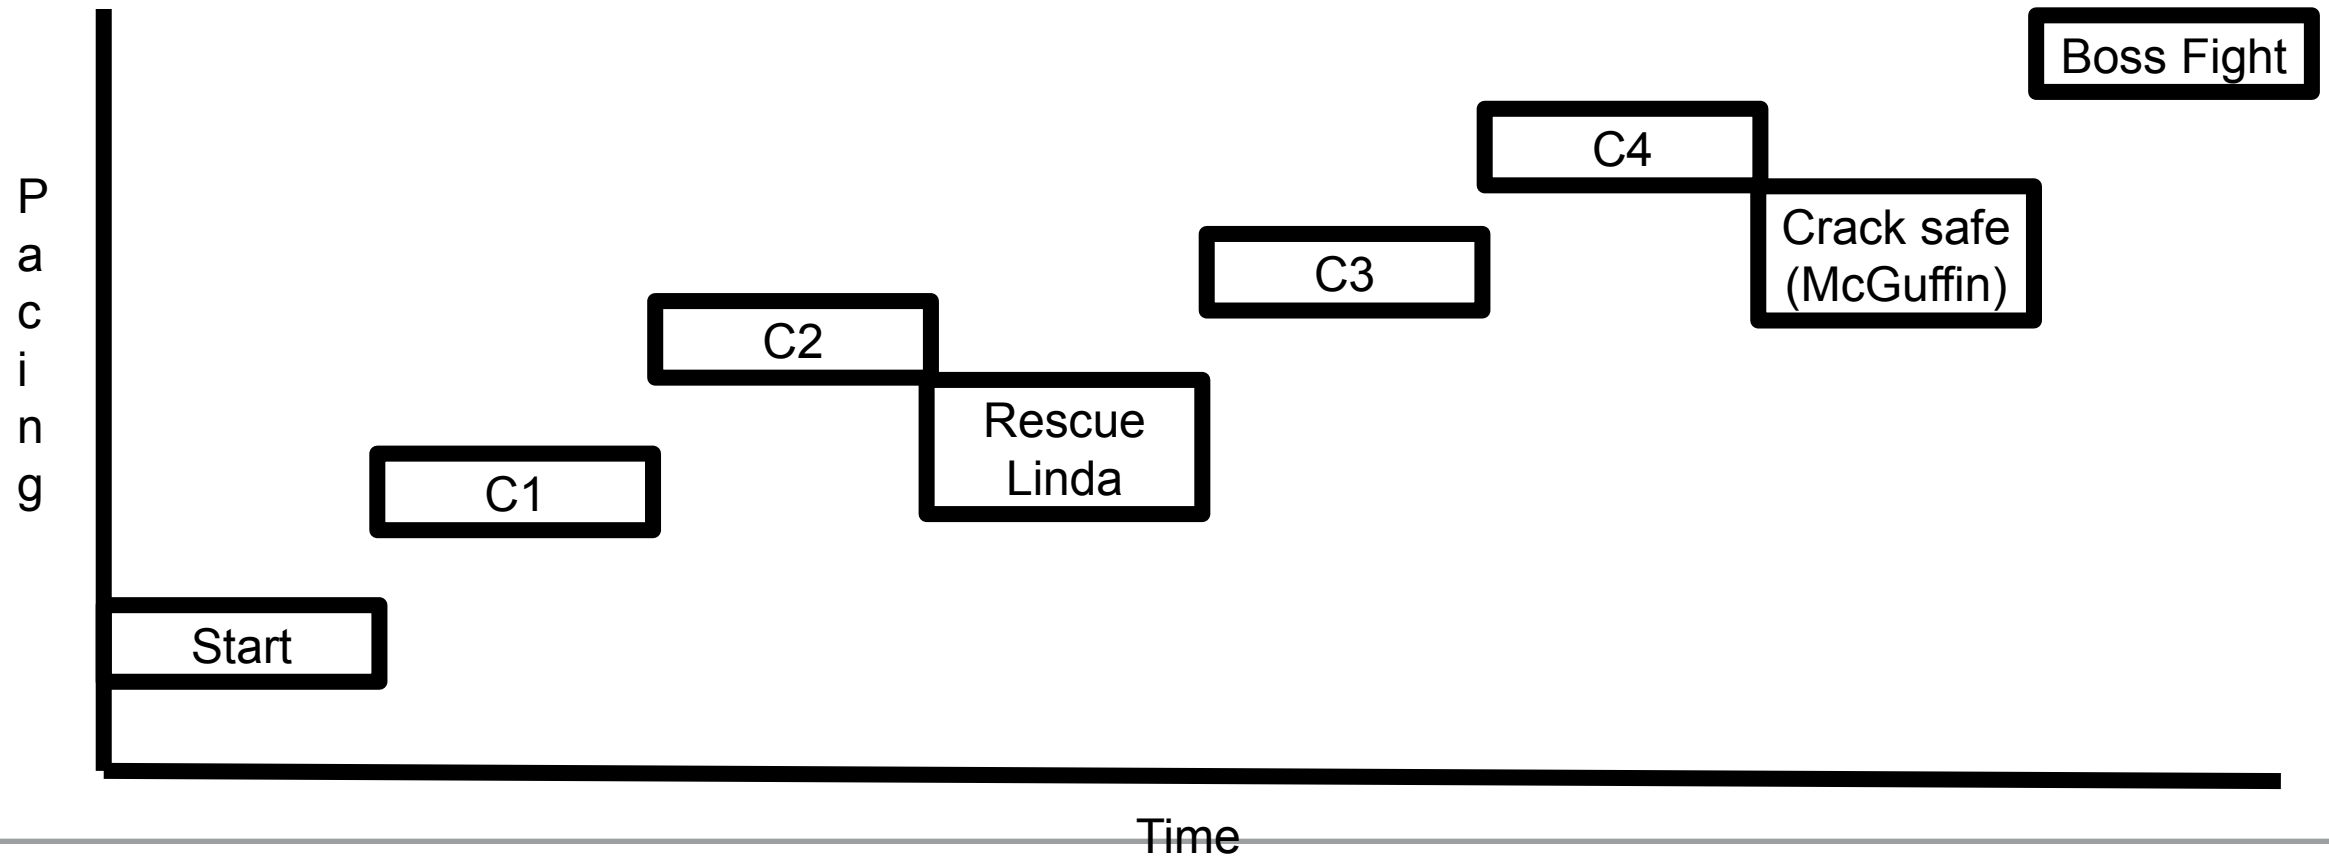 Boss Fight
C4
P
a
c
i
n
g
Crack safe
(McGuffin)
C3
C2
Rescue
Linda
C1
Start
Time